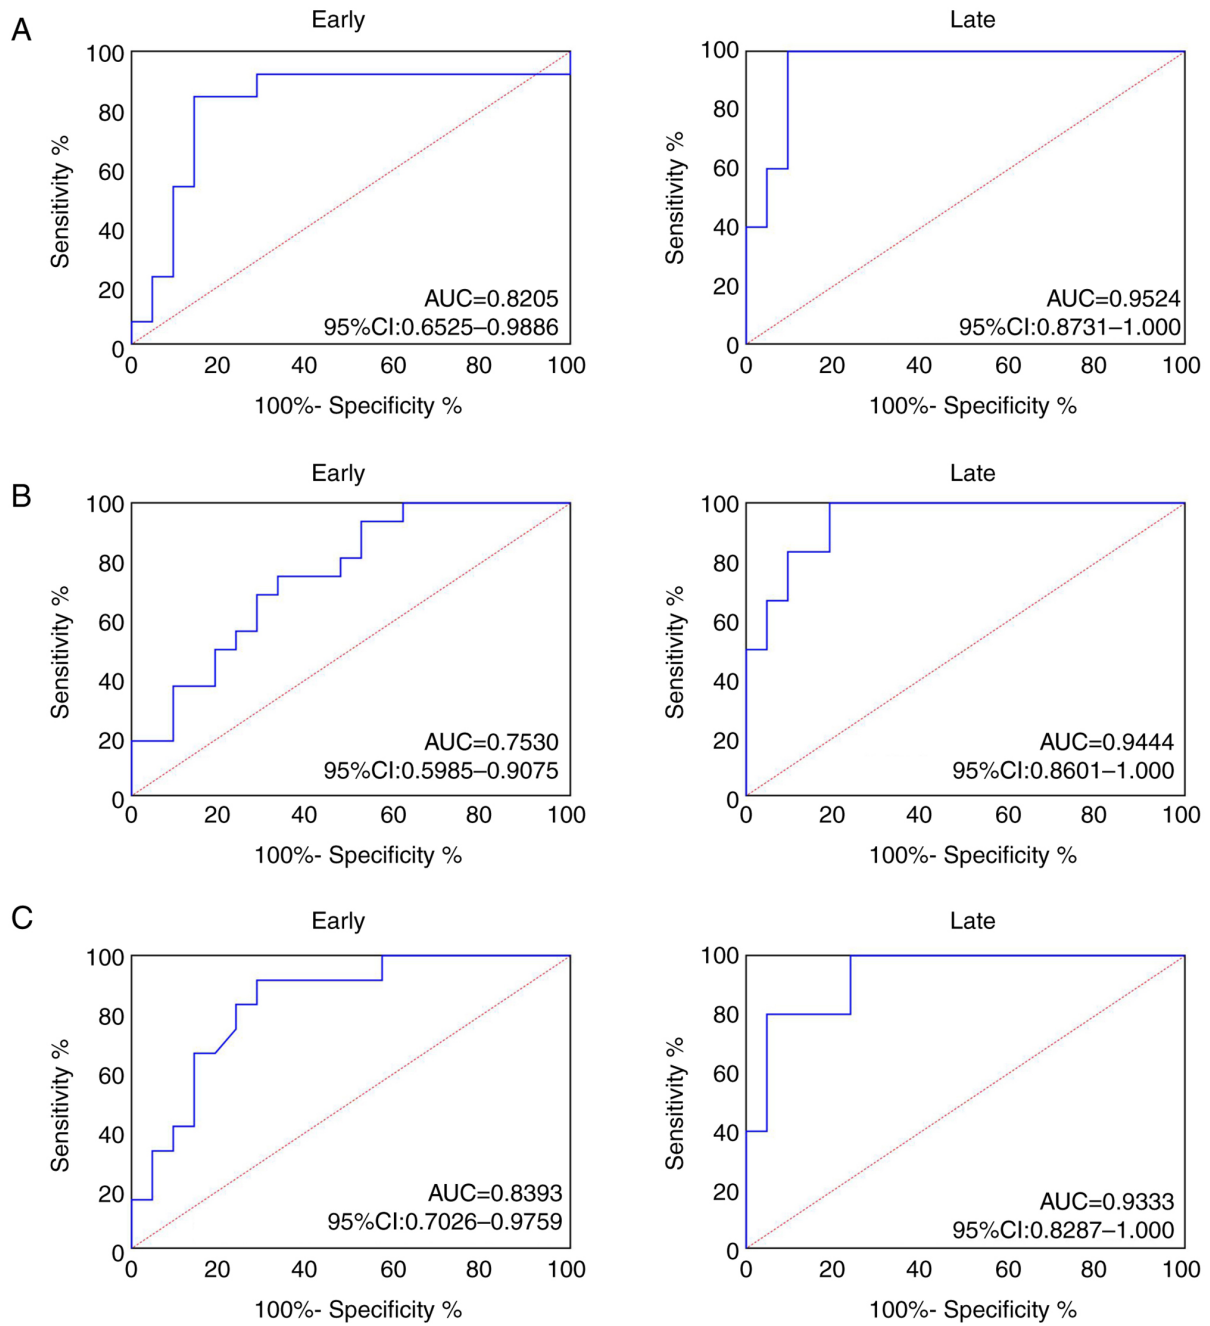 A
Early
100
80
60
40
20
0
Sensitivity %
AUC=0.8205
95%CI:0.6525–0.9886
0 20 40 60 80 100
100%- Specificity %
Late
100
80
60
40
20
0
Sensitivity %
AUC=0.9524
95%CI:0.8731–1.000
0 20 40 60 80 100
100%- Specificity %
B
Early
100
80
60
40
20
0
Sensitivity %
AUC=0.7530
95%CI:0.5985–0.9075
0 20 40 60 80 100
100%- Specificity %
Late
100
80
60
40
20
0
Sensitivity %
AUC=0.9444
95%CI:0.8601–1.000
0 20 40 60 80 100
100%- Specificity %
C
Early
100
80
60
40
20
0
Sensitivity %
AUC=0.8393
95%CI:0.7026–0.9759
0 20 40 60 80 100
100%- Specificity %
Late
100
80
60
40
20
0
Sensitivity %
AUC=0.9333
95%CI:0.8287–1.000
0 20 40 60 80 100
100%- Specificity %